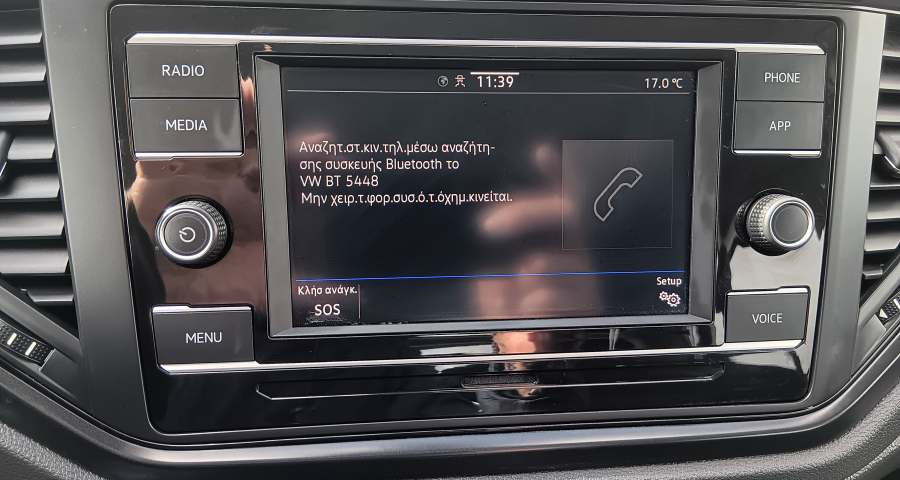 RADIO
MEDIA
MENU
11:39
17.0 °C
Αναζητ.στ.κιν.τηλ.μέσω αναζήτη-
σης συσκευής Bluetooth το
VW BT 5448
Μην χειρ.τ.φορ.συσ.ό.τ.όχημ.κινείται.
Κλήσ ανάγκ.
SOS
Setup
PHONE
APP
VOICE